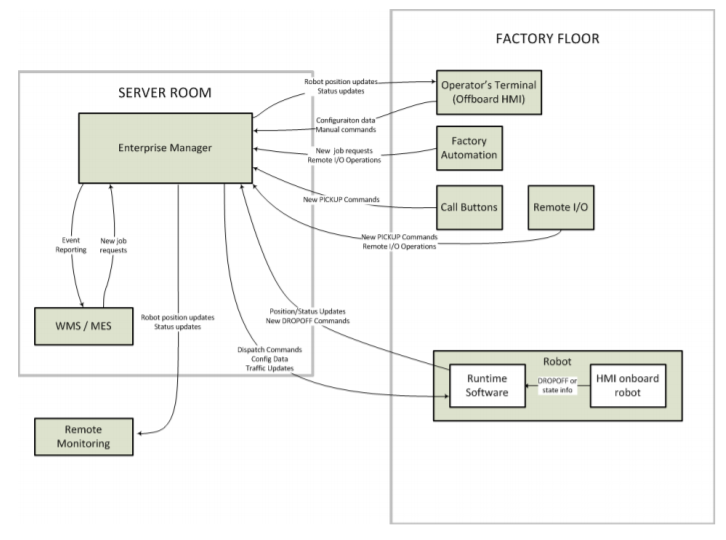 FACTORY FLOOR
SERVER ROOM
Robot position updates
Status updates
Operator's Terminal
(Offboard HMI)
Enterprise Manager
Configuraiton data
Manual commands
Factory
Automation
New job requests
Remote I/O Operations
New PICKUP Commands
Call Buttons
Remote I/O
New PICKUP Commands
Remote I/O Operations
Event
Reporting
New job
requests
WMS / MES
Robot position updates
Status updates
Position/Status Updates
New DROPOFF Commands
Dispatch Commands
Config Data
Traffic Updates
Robot
Runtime
Software
DROPOFF or
state info
HMI onboard
robot
Remote
Monitoring